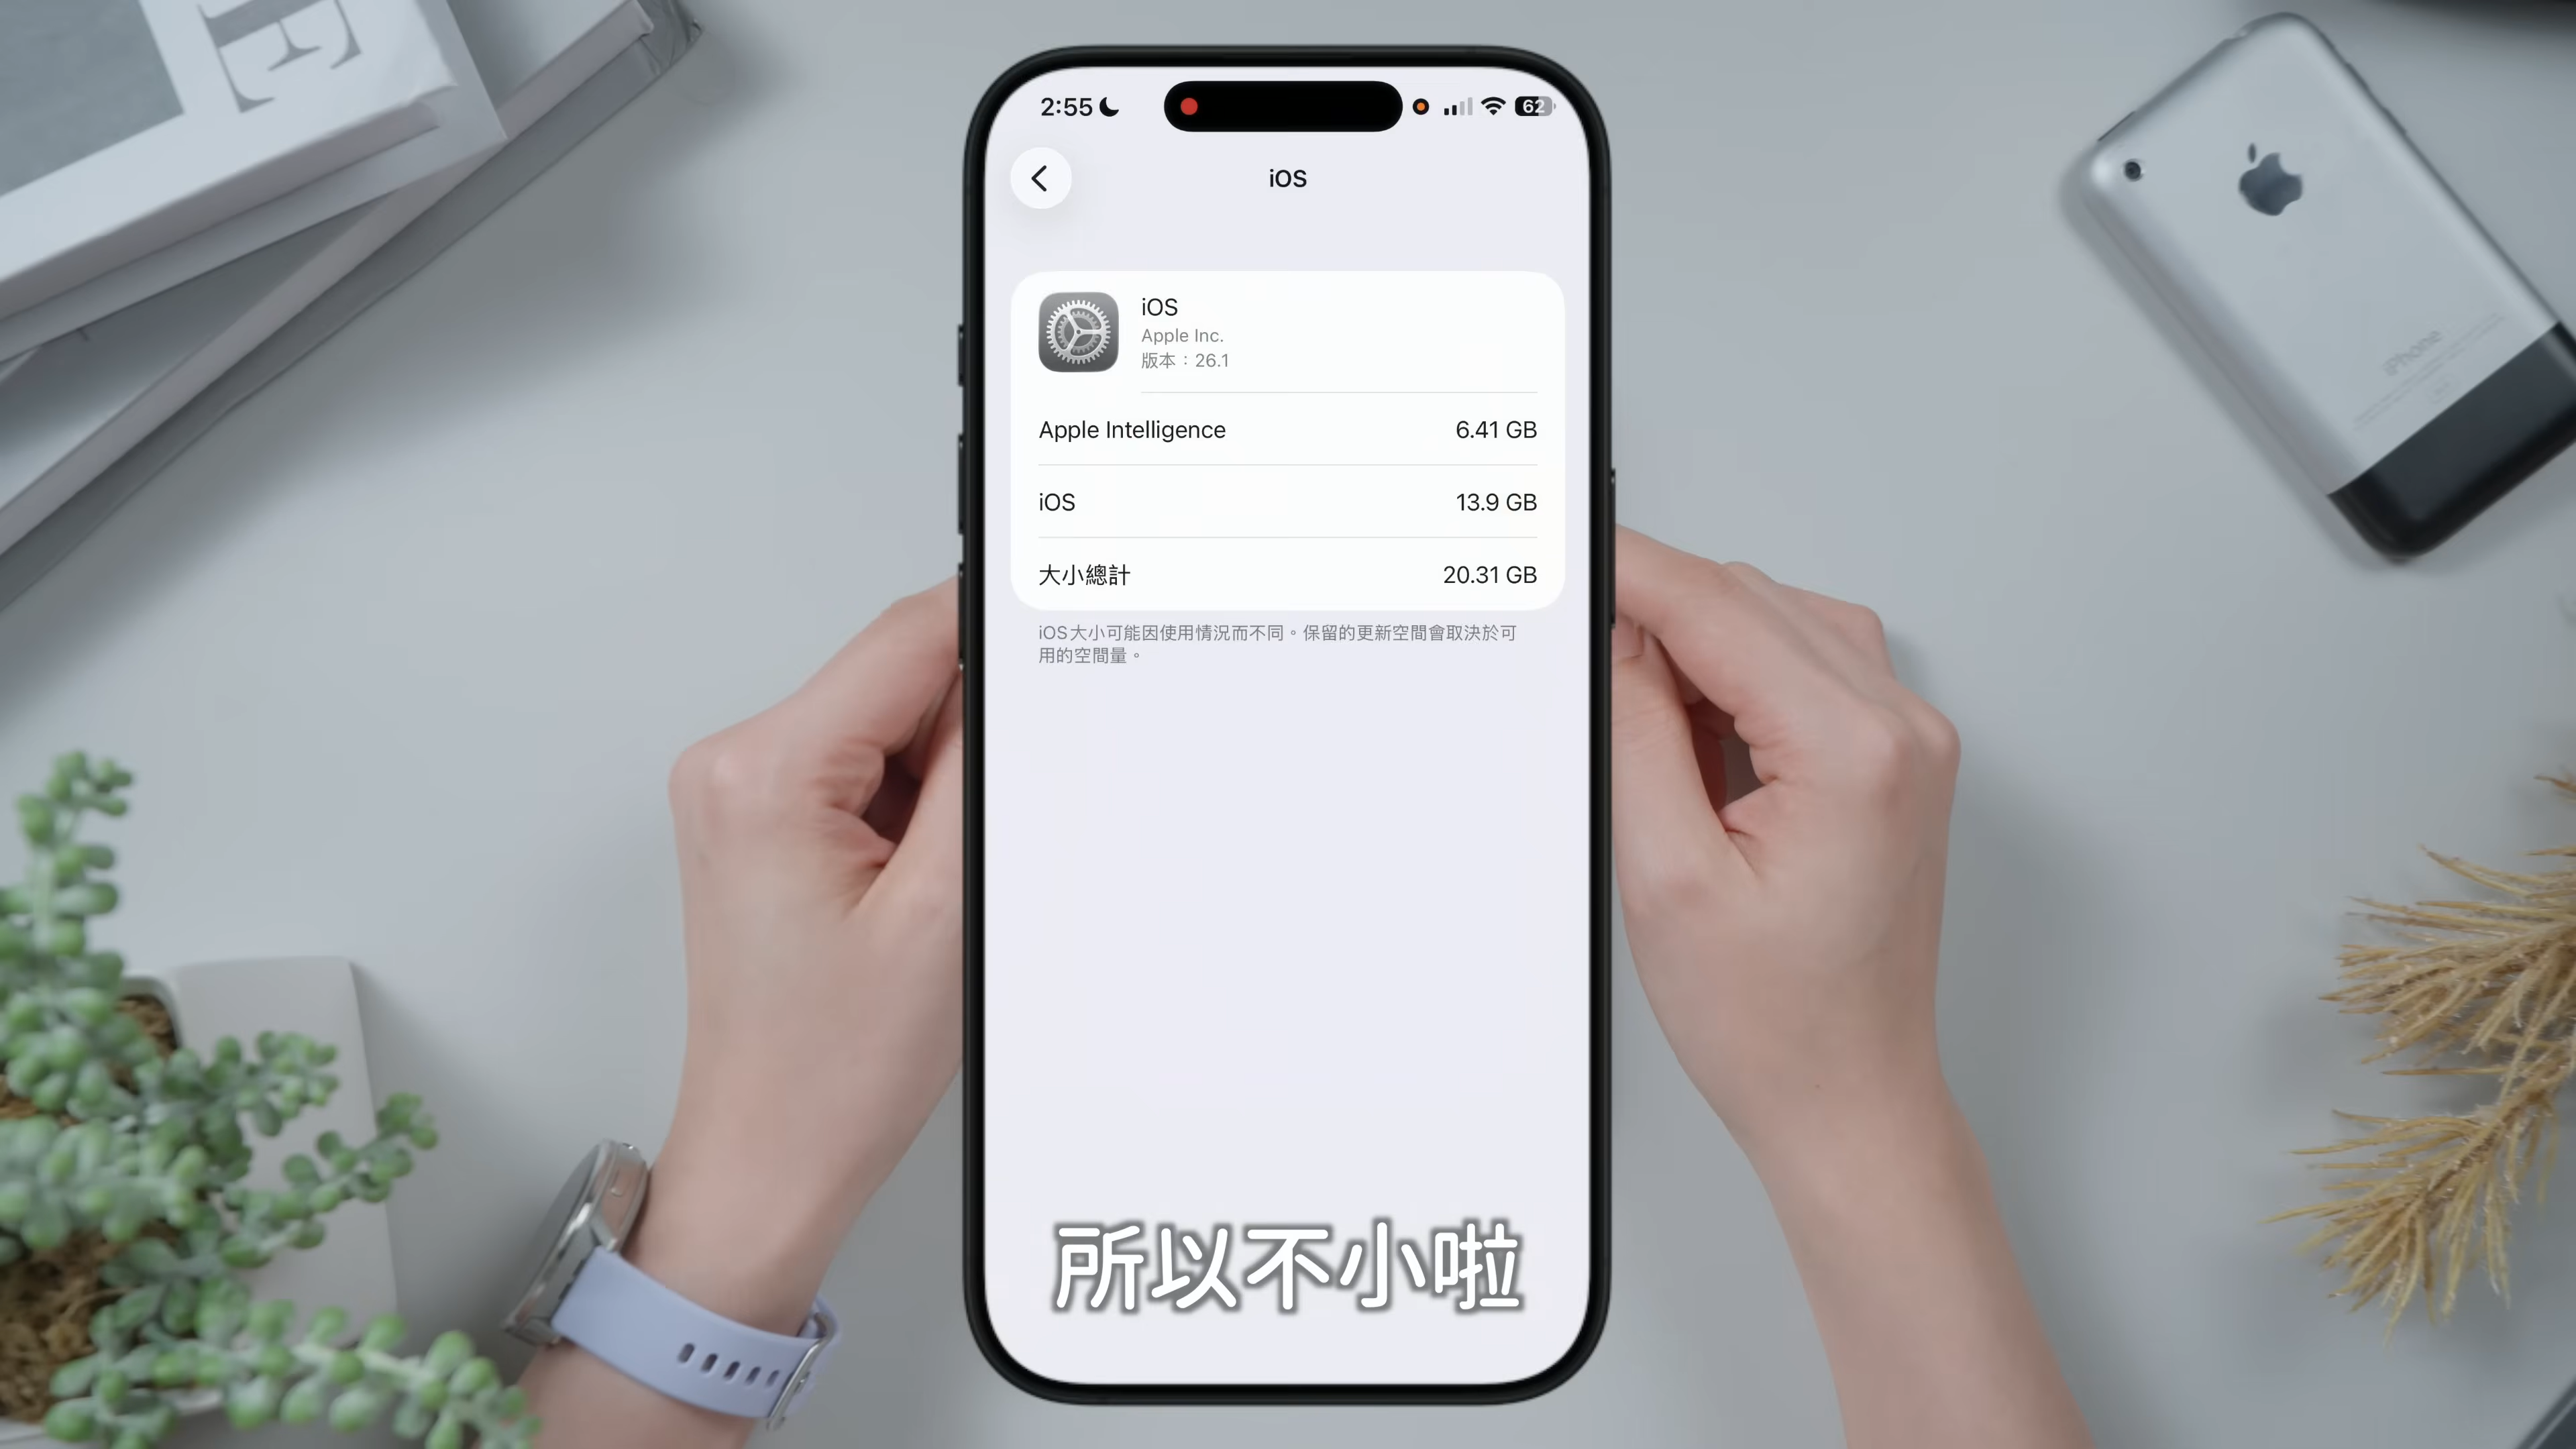 E
2:55
62
iOS
iOS
Apple Inc.
版本：26.1
Apple Intelligence
6.41 GB
iOS
13.9 GB
大小總計
20.31 GB
iOS大小可能因使用情況而不同。保留的更新空間會取決於可
用的空間量。
iPhone
所以不小啦